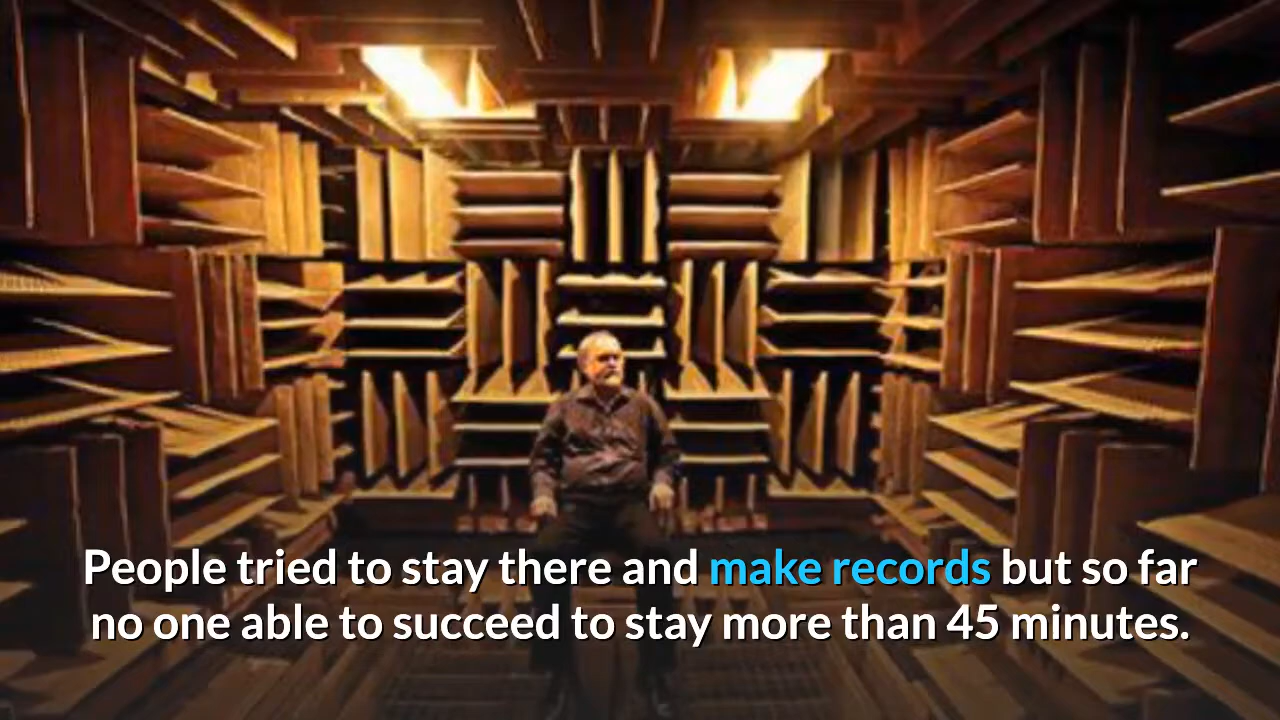 People tried to stay there and make records but so far
no one able to succeed to stay more than 45 minutes.